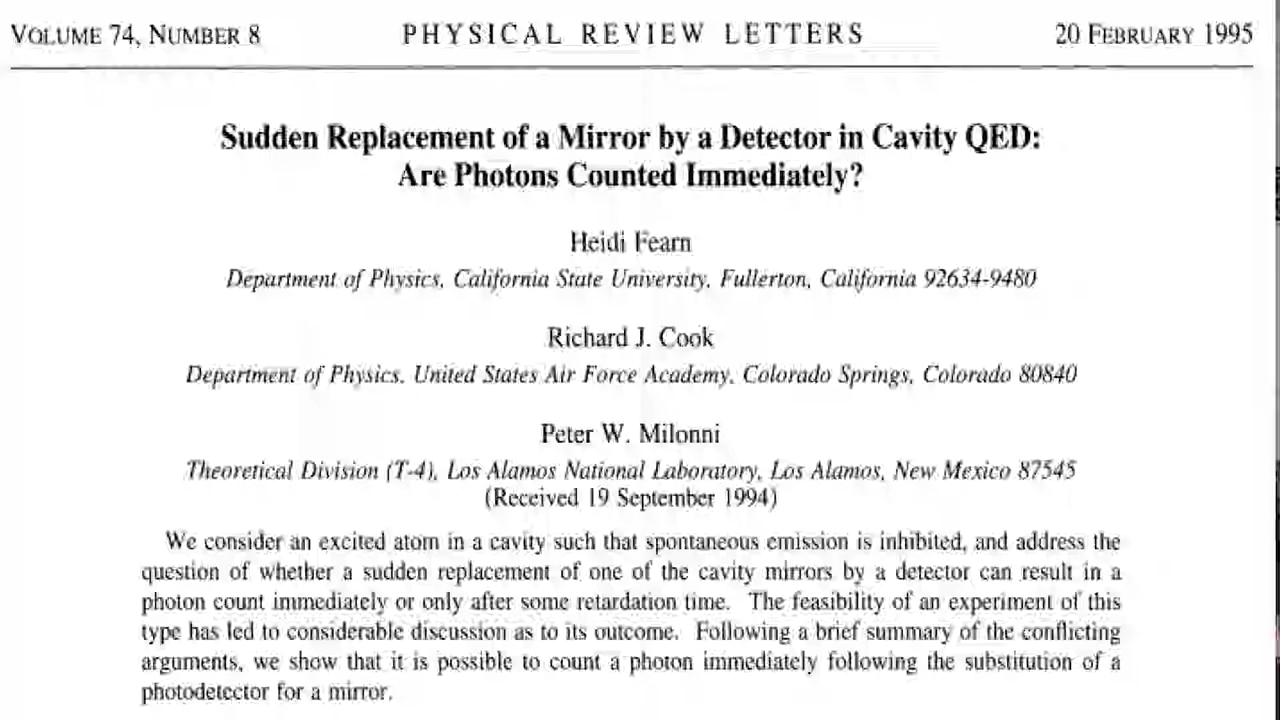 VOLUME 74, NUMBER 8 PHYSICAL REVIEW LETTERS 20 FEBRUARY 1995
Sudden Replacement of a Mirror by a Detector in Cavity QED:
Are Photons Counted Immediately?
Heidi Fearn
Department of Physics, California State University, Fullerton, California 92634-9480
Richard J. Cook
Department of Physics, United States Air Force Academy, Colorado Springs, Colorado 80840
Peter W. Milonni
Theoretical Division (T-4), Los Alamos National Laboratory, Los Alamos, New Mexico 87545
(Received 19 September 1994)
We consider an excited atom in a cavity such that spontaneous emission is inhibited, and address the
question of whether a sudden replacement of one of the cavity mirrors by a detector can result in a
photon count immediately or only after some retardation time. The feasibility of an experiment of this
type has led to considerable discussion as to its outcome. Following a brief summary of the conflicting
arguments, we show that it is possible to count a photon immediately following the substitution of a
photodetector for a mirror.